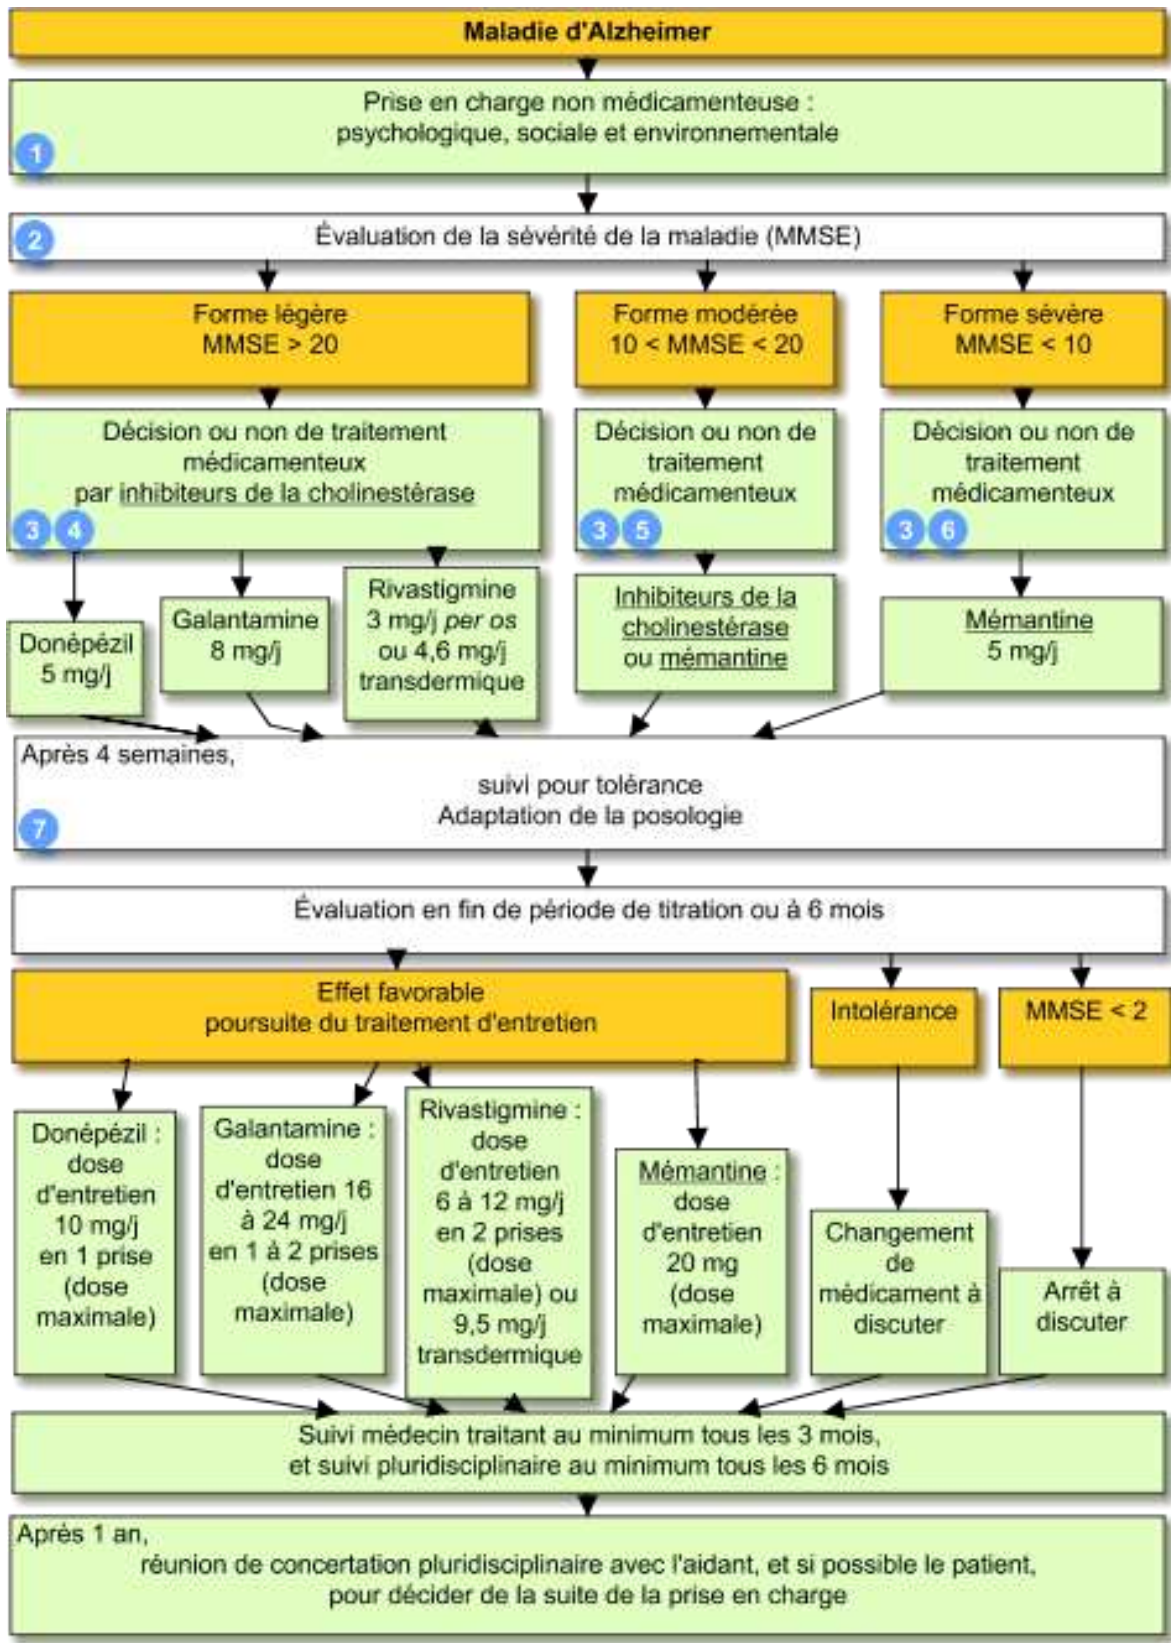 Maladie d'Alzheimer
Prise en charge non médicamenteuse :
psychologique, sociale et environnementale
1
2
Évaluation de la sévérité de la maladie (MMSE)
Forme légère
MMSE > 20
Forme modérée
10 < MMSE < 20
Forme sévère
MMSE < 10
Décision ou non de traitement
médicamenteux
par inhibiteurs de la cholinestérase
3 4
Décision ou non de
traitement
médicamenteux
3 5
Décision ou non de
traitement
médicamenteux
3 6
Donépézil
5 mg/j
Galantamine
8 mg/j
Rivastigmine
3 mg/j per os
ou 4,6 mg/j
transdermique
Inhibiteurs de la
cholinestérase
ou mémantine
Mémantine
5 mg/j
Après 4 semaines,
suivi pour tolérance
Adaptation de la posologie
7
Évaluation en fin de période de titration ou à 6 mois
Effet favorable
poursuite du traitement d'entretien
Intolérance
MMSE < 2
Donépézil :
dose
d'entretien
10 mg/j
en 1 prise
(dose
maximale)
Galantamine :
dose
d'entretien 16
à 24 mg/j
en 1 à 2 prises
(dose
maximale)
Rivastigmine :
dose
d'entretien
6 à 12 mg/j
en 2 prises
(dose
maximale) ou
9,5 mg/j
transdermique
Mémantine :
dose
d'entretien
20 mg
(dose
maximale)
Changement
de
médicament à
discuter
Arrêt à
discuter
Suivi médecin traitant au minimum tous les 3 mois,
et suivi pluridisciplinaire au minimum tous les 6 mois
Après 1 an,
réunion de concertation pluridisciplinaire avec l'aidant, et si possible le patient,
pour décider de la suite de la prise en charge